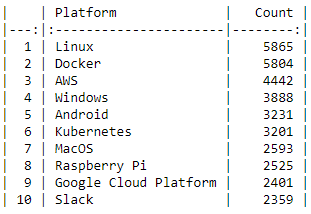 |    | Platform              |   Count |
|---:|:----------------------|--------:|
|  1 | Linux                 |    5865 |
|  2 | Docker                |    5804 |
|  3 | AWS                   |    4442 |
|  4 | Windows               |    3888 |
|  5 | Android               |    3231 |
|  6 | Kubernetes            |    3201 |
|  7 | MacOS                 |    2593 |
|  8 | Raspberry Pi          |    2525 |
|  9 | Google Cloud Platform |    2401 |
| 10 | Slack                 |    2359 |